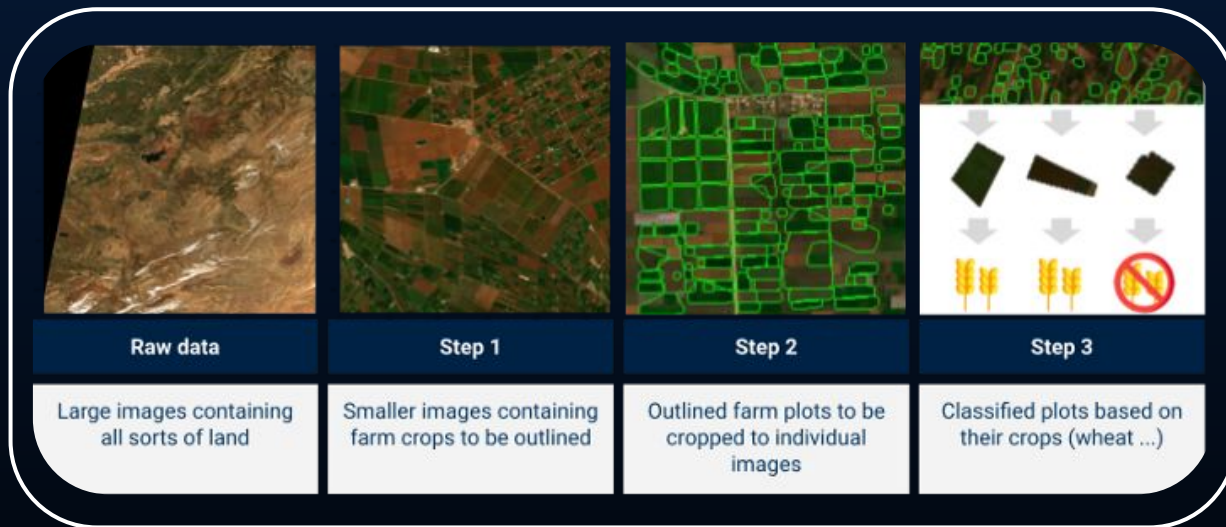 Raw data
Step 1
Step 2
Step 3
Large images containing
all sorts of land
Smaller images containing
farm crops to be outlined
Outlined farm plots to be
cropped to individual
images
Classified plots based on
their crops (wheat ...)